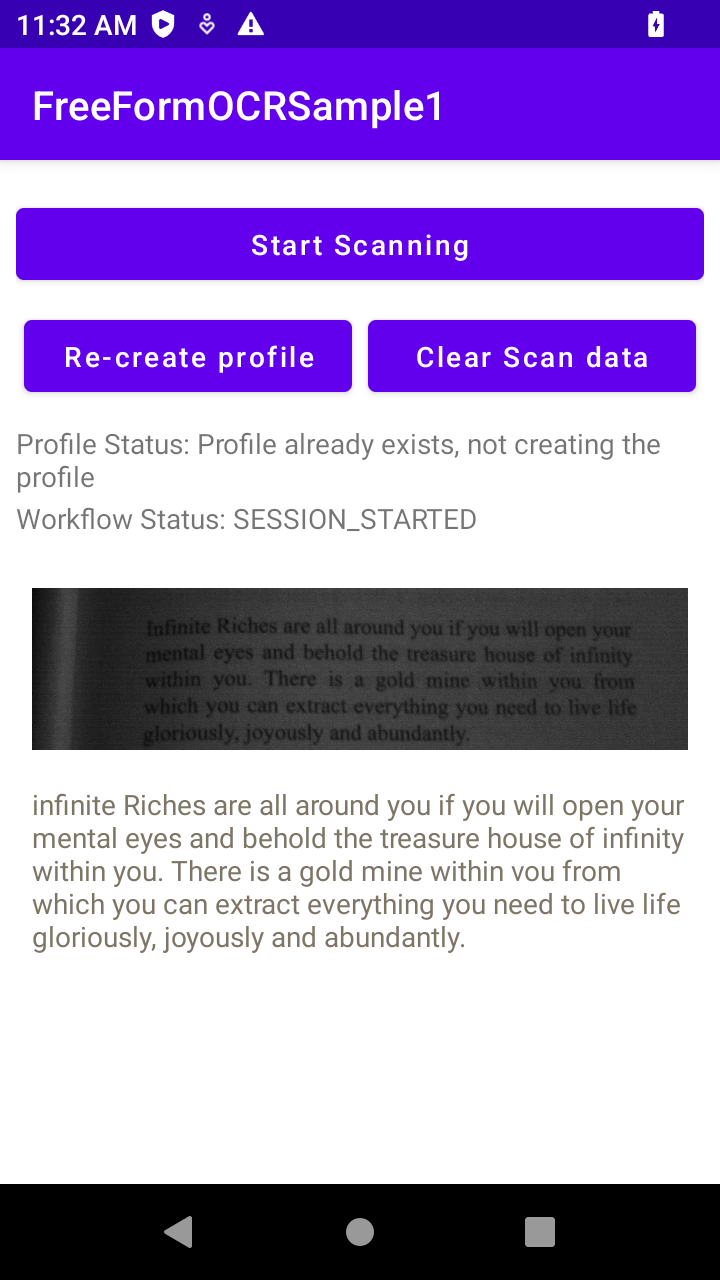 11:32 AM
FreeFormOCRSample1
Start Scanning
Re-create profile
Clear Scan data
Profile Status: Profile already exists, not creating the
profile
Workflow Status: SESSION_STARTED
Infinite Riches are all around you if you will open your
mental eyes and behold the treasure house of infinity
within you. There is a gold mine within you from
which you can extract everything you need to live life
gloriously, joyously and abundantly.
infinite Riches are all around you if you will open your
mental eyes and behold the treasure house of infinity
within you. There is a gold mine within vou from
which you can extract everything you need to live life
gloriously, joyously and abundantly.